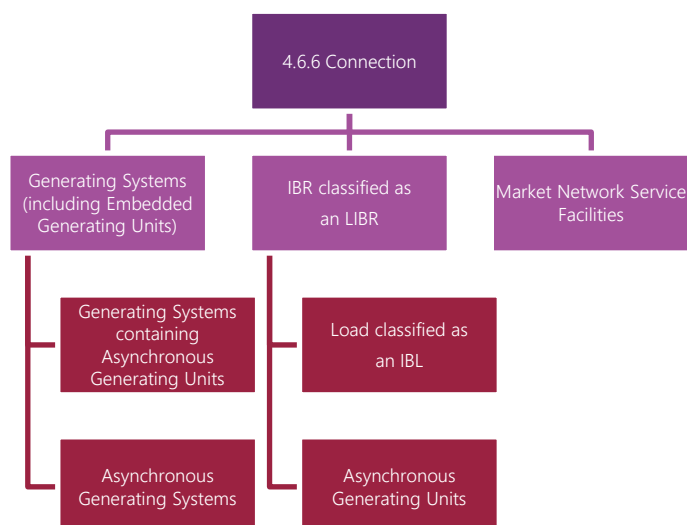 4.6.6 Connection
Generating Systems
(including Embedded
Generating Units)
IBR classified as
an LIBR
Market Network Service
Facilities
Generating Systems
containing
Asynchronous
Generating Units
Load classified as
an IBL
Asynchronous
Generating Systems
Asynchronous
Generating Units